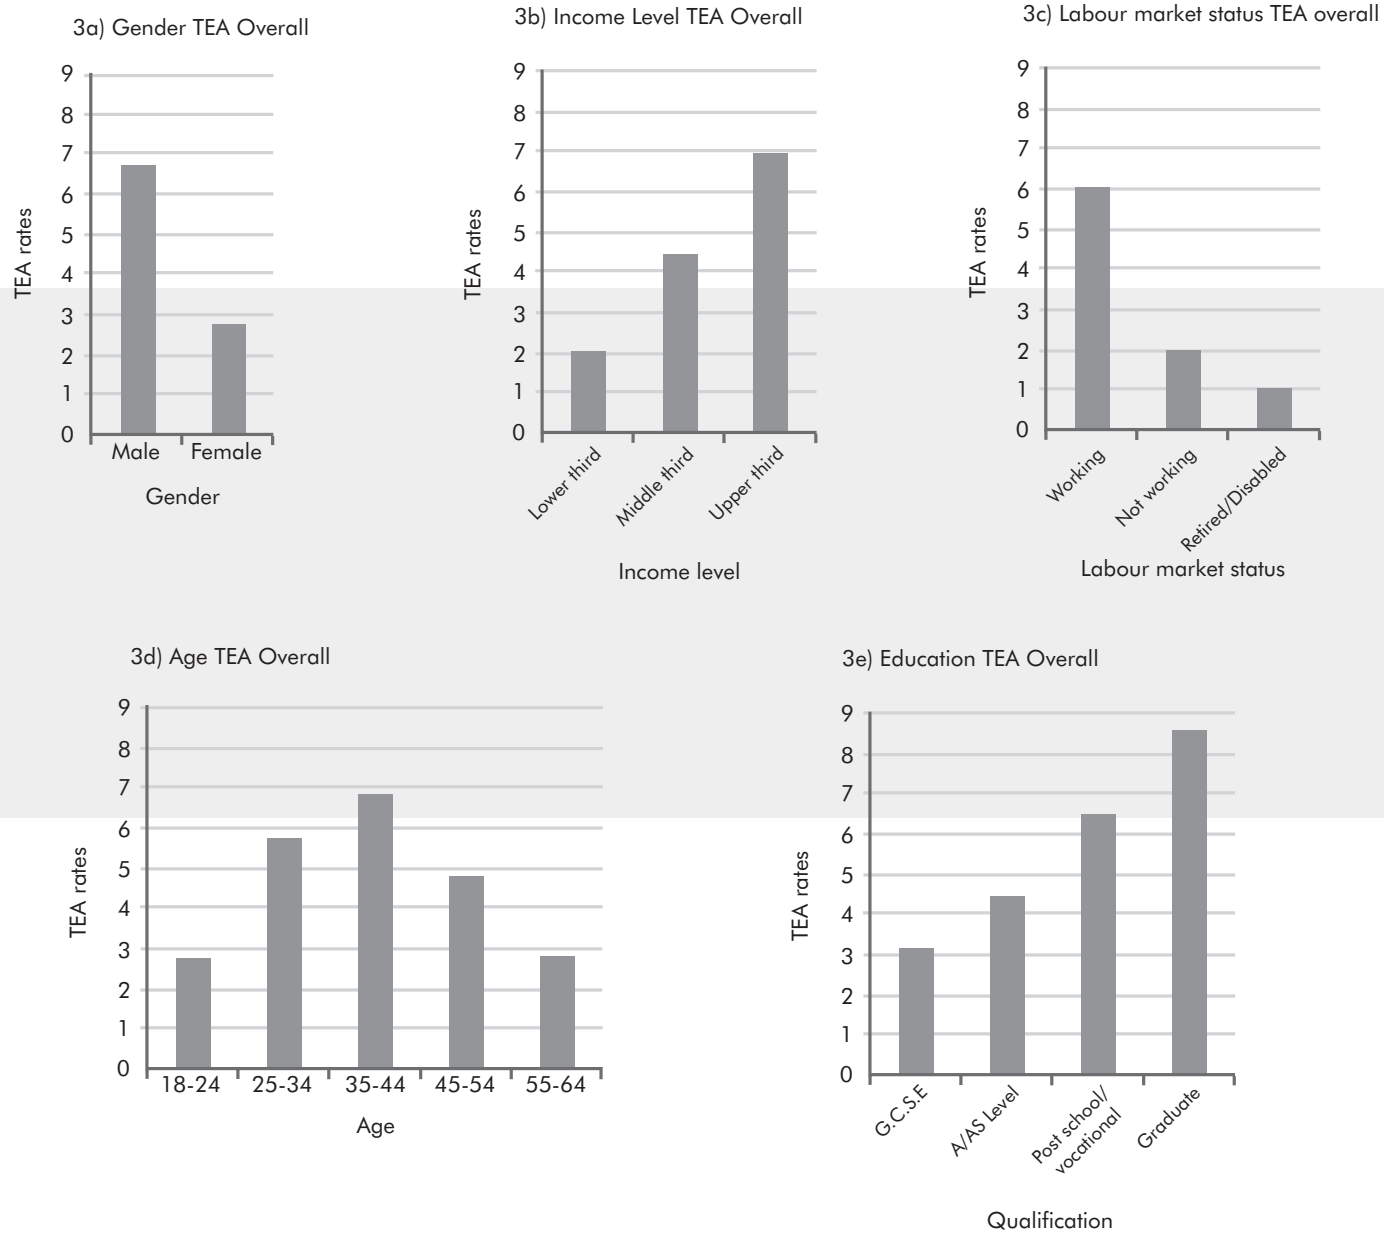 3a) Gender TEA Overall
9
8
7
6
5
4
3
2
1
0
TEA rates
Male Female
Gender
3b) Income Level TEA Overall
9
8
7
6
5
4
3
2
1
0
TEA rates
Lower third
Middle third
Upper third
Income level
3c) Labour market status TEA overall
9
8
7
6
5
4
3
2
1
0
TEA rates
Working
Not working
Retired/Disabled
Labour market status
3d) Age TEA Overall
9
8
7
6
5
4
3
2
1
0
TEA rates
18-24 25-34 35-44 45-54 55-64
Age
3e) Education TEA Overall
9
8
7
6
5
4
3
2
1
0
TEA rates
G.C.S.E
A/AS Level
Post school/
vocational
Graduate
Qualification